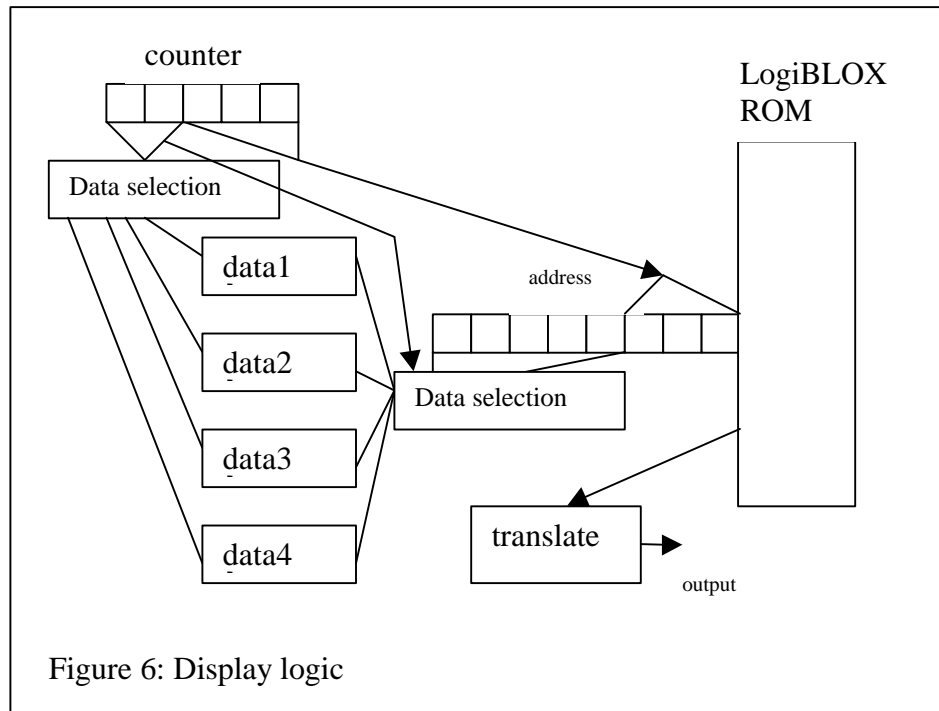 counter
LogiBLOX
ROM
Data selection
data1
address
data2
Data selection
data3
translate
data4
output
Figure 6: Display logic